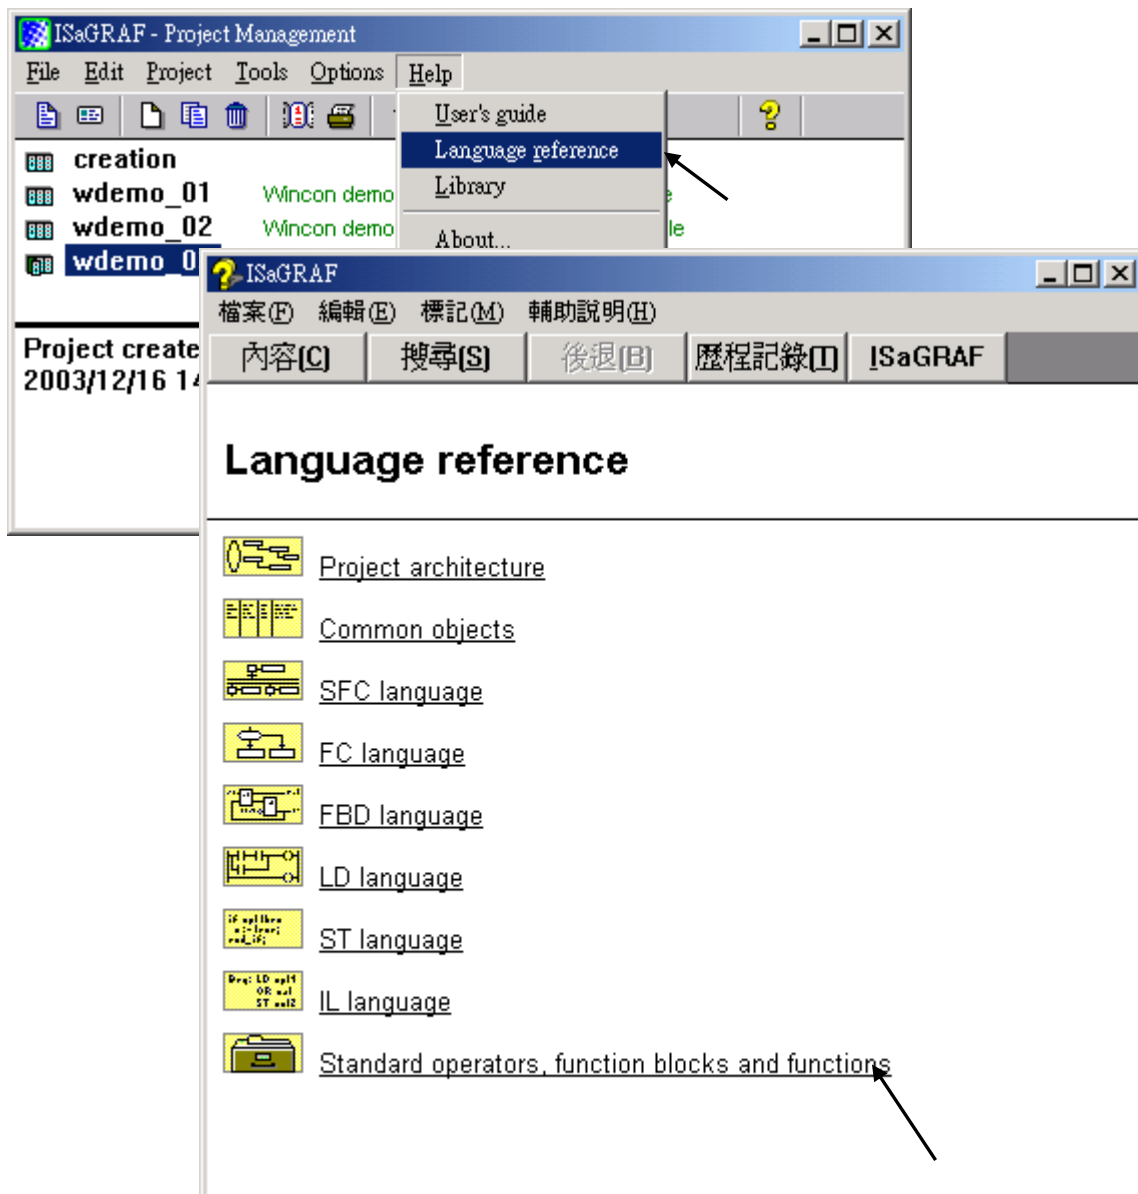 ISaGRAF - Project Management
File Edit Project Tools Options Help
User's guide
Language reference
Library
About...
creation
wdemo_01 Wincon demo
wdemo_02 Wincon demo le
wdemo_0
Project create
2003/12/16 14
ISaGRAF
檔案(F) 編輯(E) 標記(M) 輔助說明(H)
內容(C) 搜尋(S) 後退(B) 歷程記錄(T) ISaGRAF
Language reference
Project architecture
Common objects
SFC language
FC language
FBD language
LD language
ST language
IL language
Standard operators, function blocks and functions